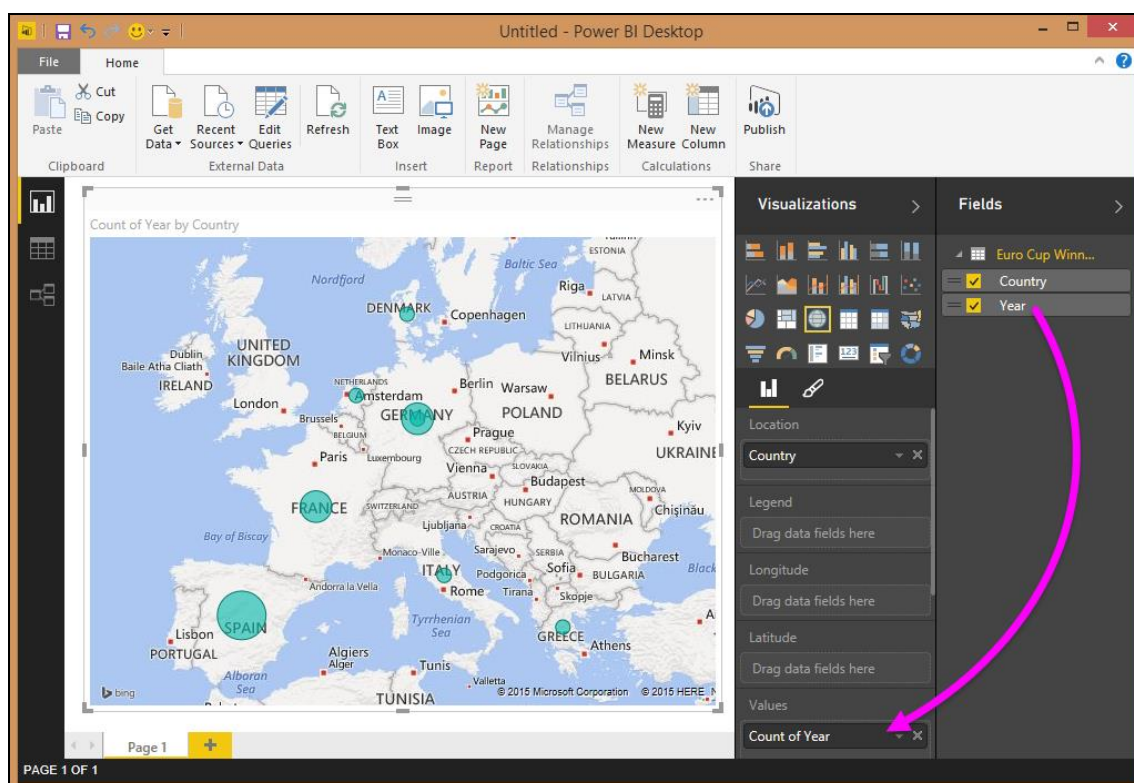 Untitled - Power BI Desktop
File Home
Paste
Cut
Copy
Get Data
Recent Sources
Edit Queries
Refresh
Text Box
Image
New Page
Manage Relationships
New Measure
New Column
Publish
Clipboard External Data Insert Report Relationships Calculations Share
Count of Year by Country
ESTONIA
Baltic Sea
Nordfjord
Riga
LATVIA
DENMARK
Copenhagen
LITHUANIA
UNITED KINGDOM
Dublin
Baile Atha Cliath
IRELAND
Vilnius
Minsk
BELARUS
NETHERLANDS
Amsterdam
Berlin
Warsaw
London
GERMANY
POLAND
Brussels
BELGIUM
Prague
Kyiv
CZECH REPUBLIC
UKRAINE
Paris
Luxembourg
Vienna
SLOVAKIA
Budapest
MOLDOVA
FRANCE
SWITZERLAND
AUSTRIA
HUNGARY
Chișinău
Ljubljana
CROATIA
ROMANIA
Bay of Biscay
Monaco-Ville
Sarajevo
SERBIA
Bucharest
ITALY
Podgorica
Sofia
BULGARIA
Black
Andorra la Vella
Rome
Tirana
Skopje
SPAIN
Tyrrhenian Sea
GREECE
Lisbon
Athens
PORTUGAL
Algiers
Alger
Tunis
Alboran Sea
Valletta
bing
TUNISIA
© 2015 Microsoft Corporation © 2015 HERE
Visualizations
123
Location
Country
Legend
Drag data fields here
Longitude
Drag data fields here
Latitude
Drag data fields here
Values
Count of Year
Fields
Euro Cup Winn...
Country
Year
Page 1
PAGE 1 OF 1